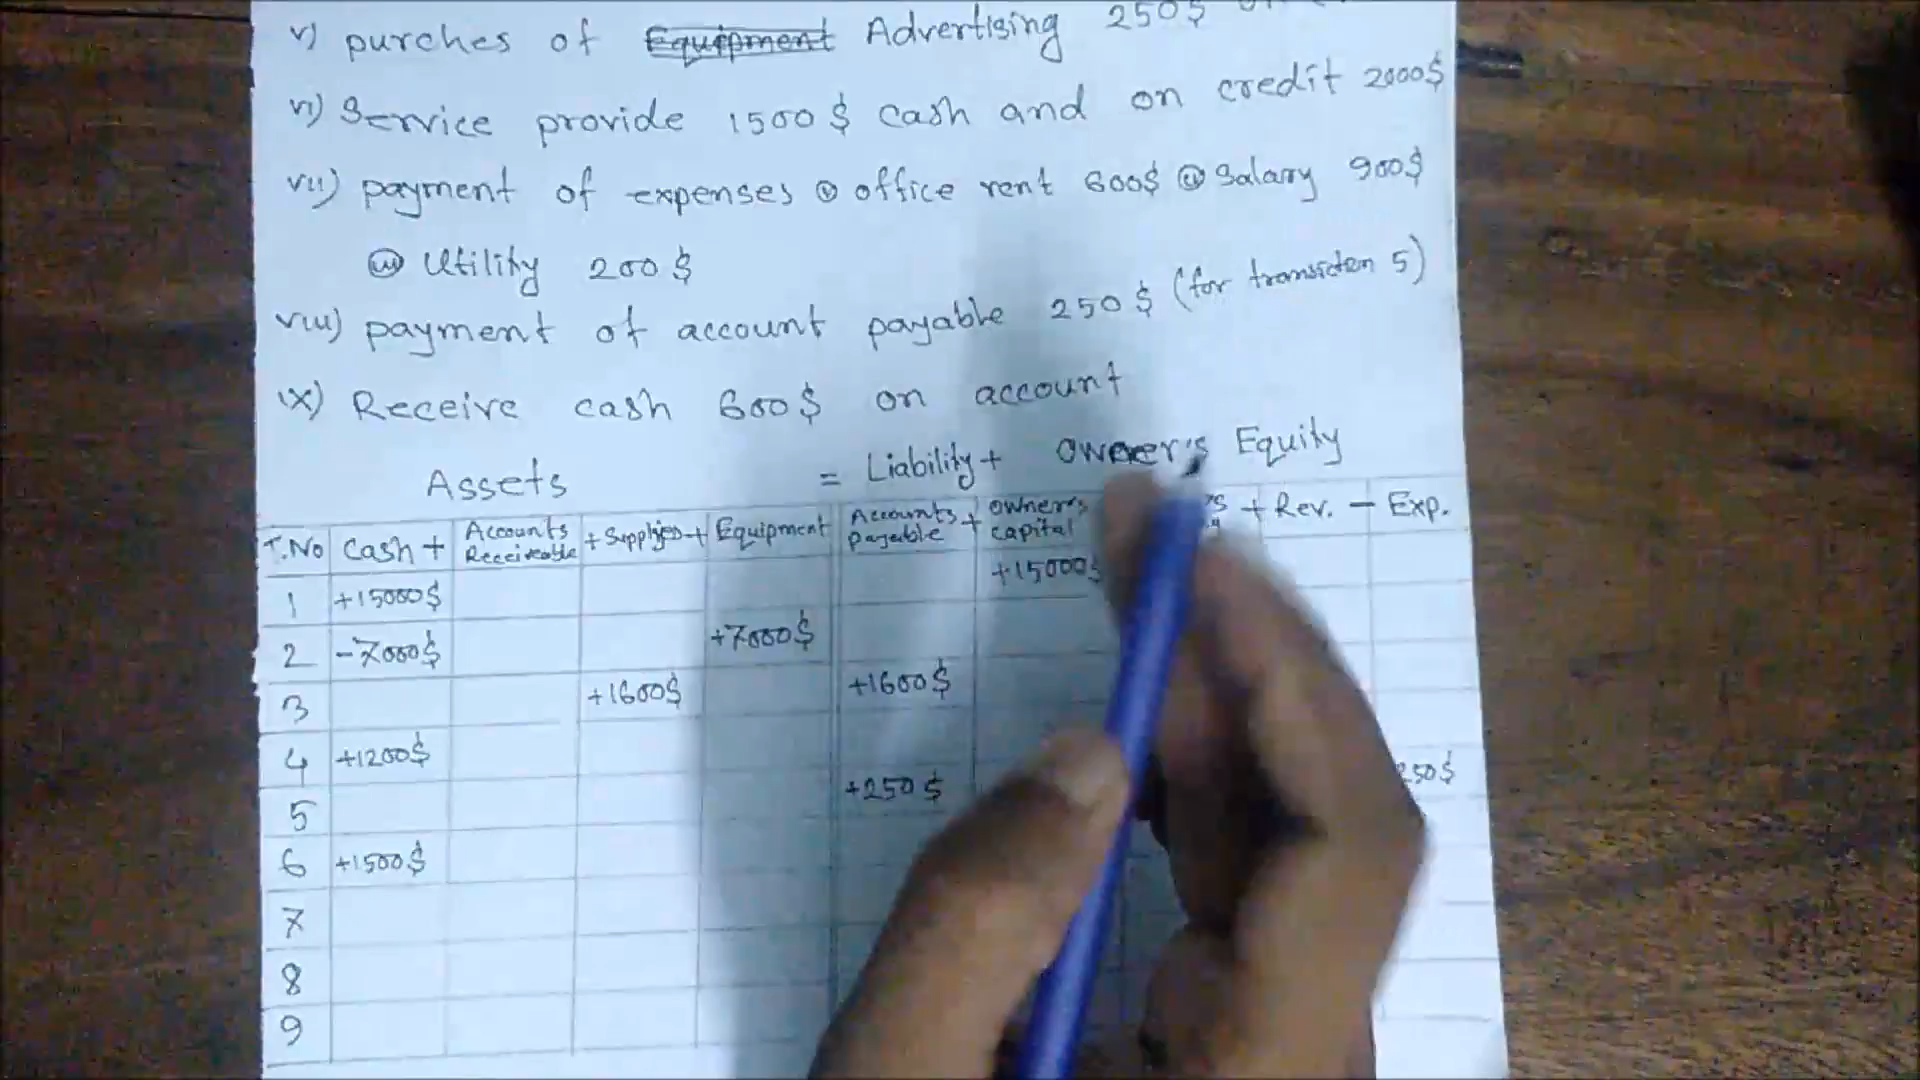 v) purches of Equipment Advertising 250$
vi) Service provide 1500$ cash and on credit 2000$
vii) payment of expenses (i) office rent 600$ (ii) Salary 900$
(iii) Utility 200$
viii) payment of account payable 250$ (for transiction 5)
ix) Receive cash 600$ on account
Assets = Liability + Owner's Equity
T.No Cash + Accounts Receiveable + Supplies + Equipment Accounts payable + Owner's capital + Rev. - Exp.
1 +15000$ +15000$
2 -7000$ +7000$
3 +1600$ +1600$
4 +1200$
5 +250$ 250$
6 +1500$
7
8
9